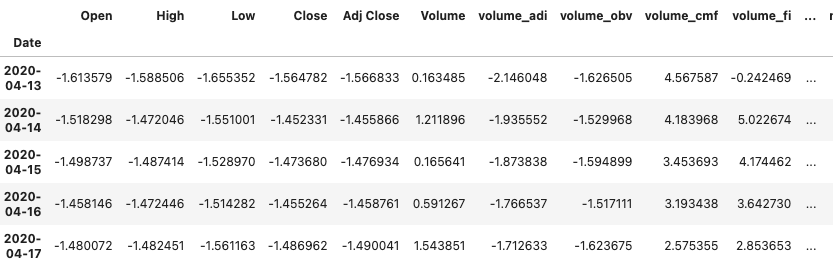 Open High Low Close Adj Close Volume volume_adi volume_obv volume_cmf volume_fi ...
Date
2020-
04-13 -1.613579 -1.588506 -1.655352 -1.564782 -1.566833 0.163485 -2.146048 -1.626505 4.567587 -0.242469 ...
2020-
04-14 -1.518298 -1.472046 -1.551001 -1.452331 -1.455866 1.211896 -1.935552 -1.529968 4.183968 5.022674 ...
2020-
04-15 -1.498737 -1.487414 -1.528970 -1.473680 -1.476934 0.165641 -1.873838 -1.594899 3.453693 4.174462 ...
2020-
04-16 -1.458146 -1.472446 -1.514282 -1.455264 -1.458761 0.591267 -1.766537 -1.517111 3.193438 3.642730 ...
2020-
04-17 -1.480072 -1.482451 -1.561163 -1.486962 -1.490041 1.543851 -1.712633 -1.623675 2.575355 2.853653 ...